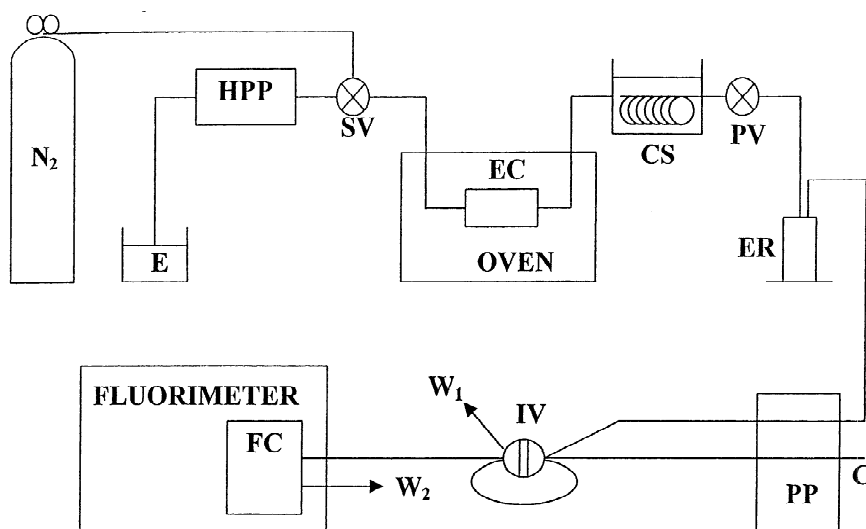 HPP
SV
N₂
E
EC
OVEN
CS
PV
ER
FLUORIMETER
FC
W₁
W₂
IV
PP
C